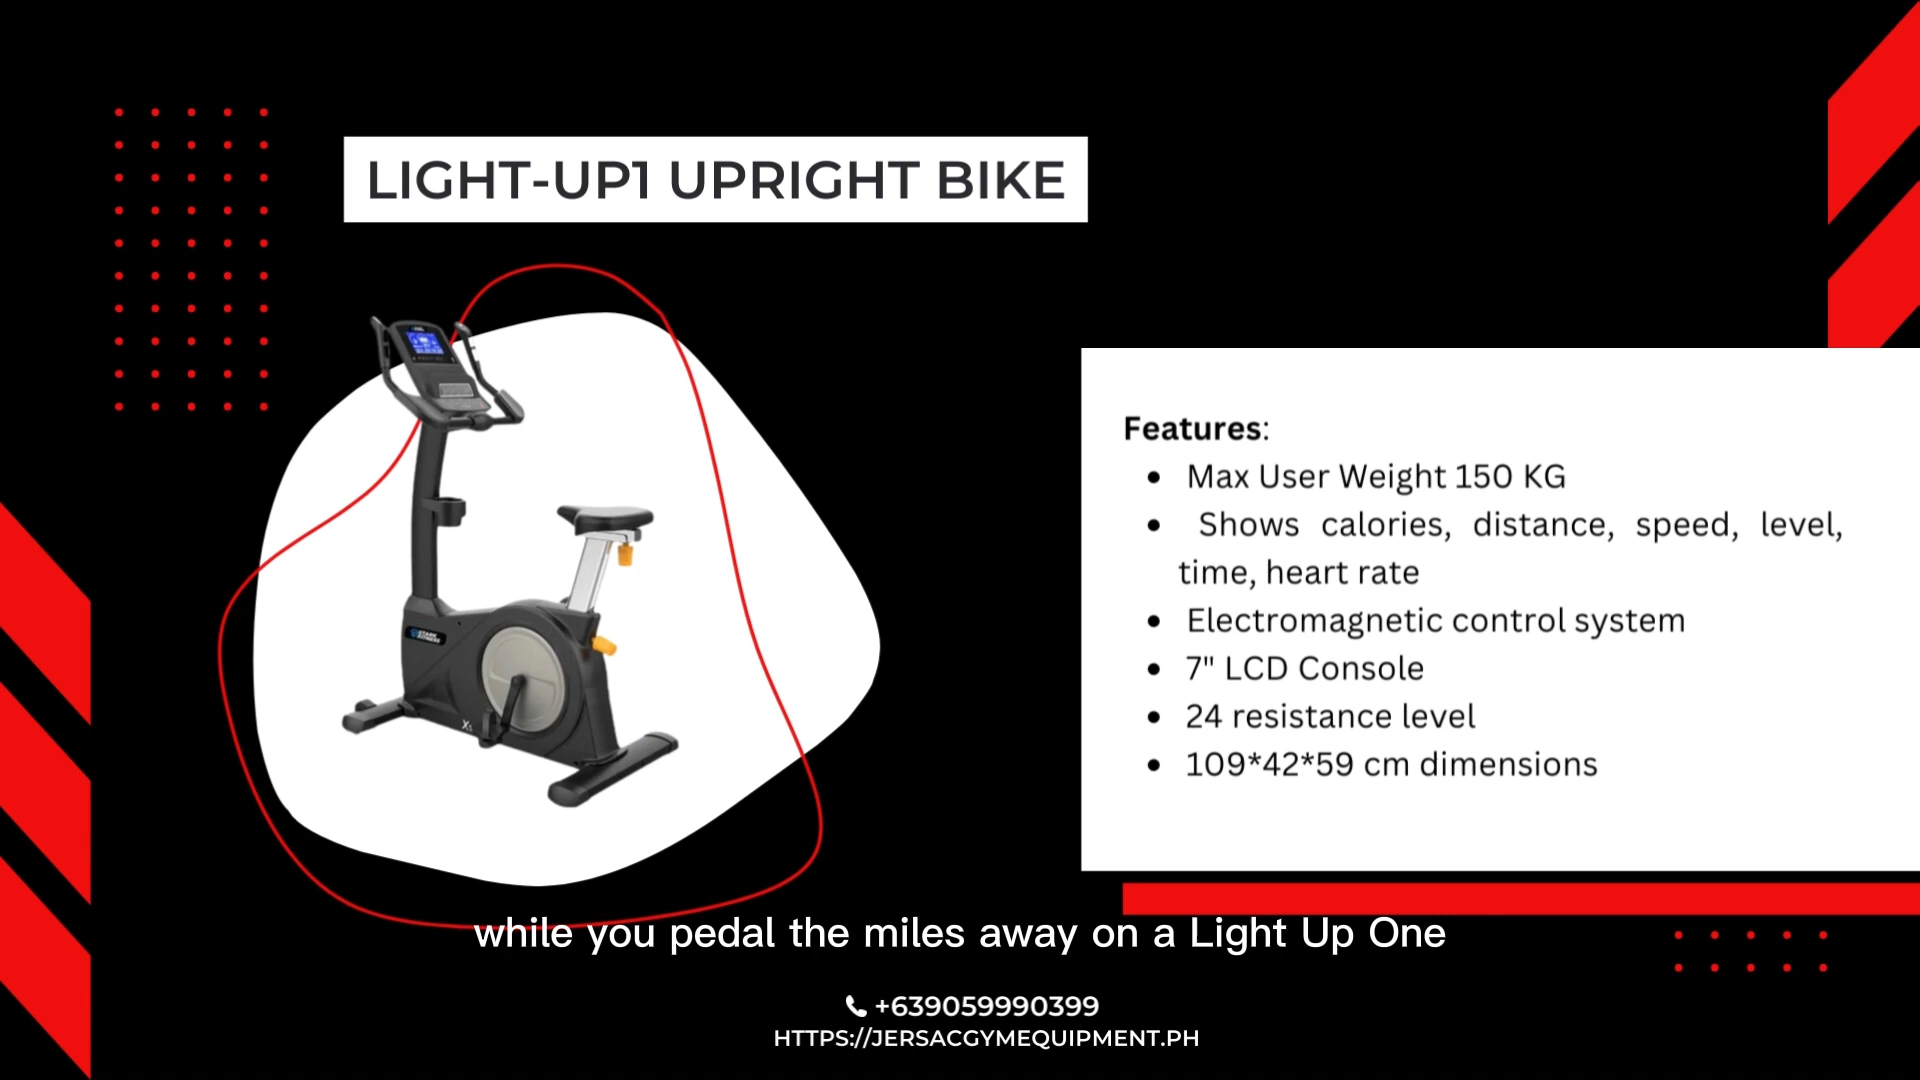 LIGHT-UP1 UPRIGHT BIKE
STARK
FITNESS
Features:
• Max User Weight 150 KG
• Shows calories, distance, speed, level,
time, heart rate
• Electromagnetic control system
• 7" LCD Console
• 24 resistance level
• 109*42*59 cm dimensions
while you pedal the miles away on a Light Up One
+639059990399
HTTPS://JERSACGYMEQUIPMENT.PH